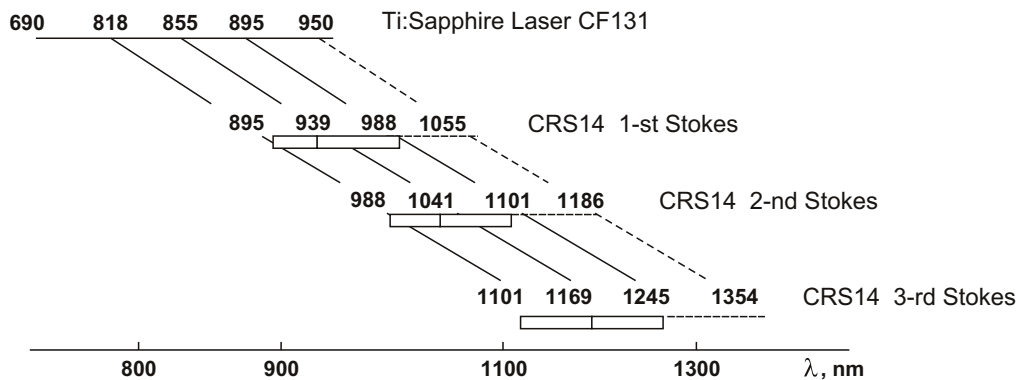 690 818 855 895 950 Ti:Sapphire Laser CF131
895 939 988 1055 CRS14 1-st Stokes
988 1041 1101 1186 CRS14 2-nd Stokes
1101 1169 1245 1354 CRS14 3-rd Stokes
800 900 1100 1300 λ, nm